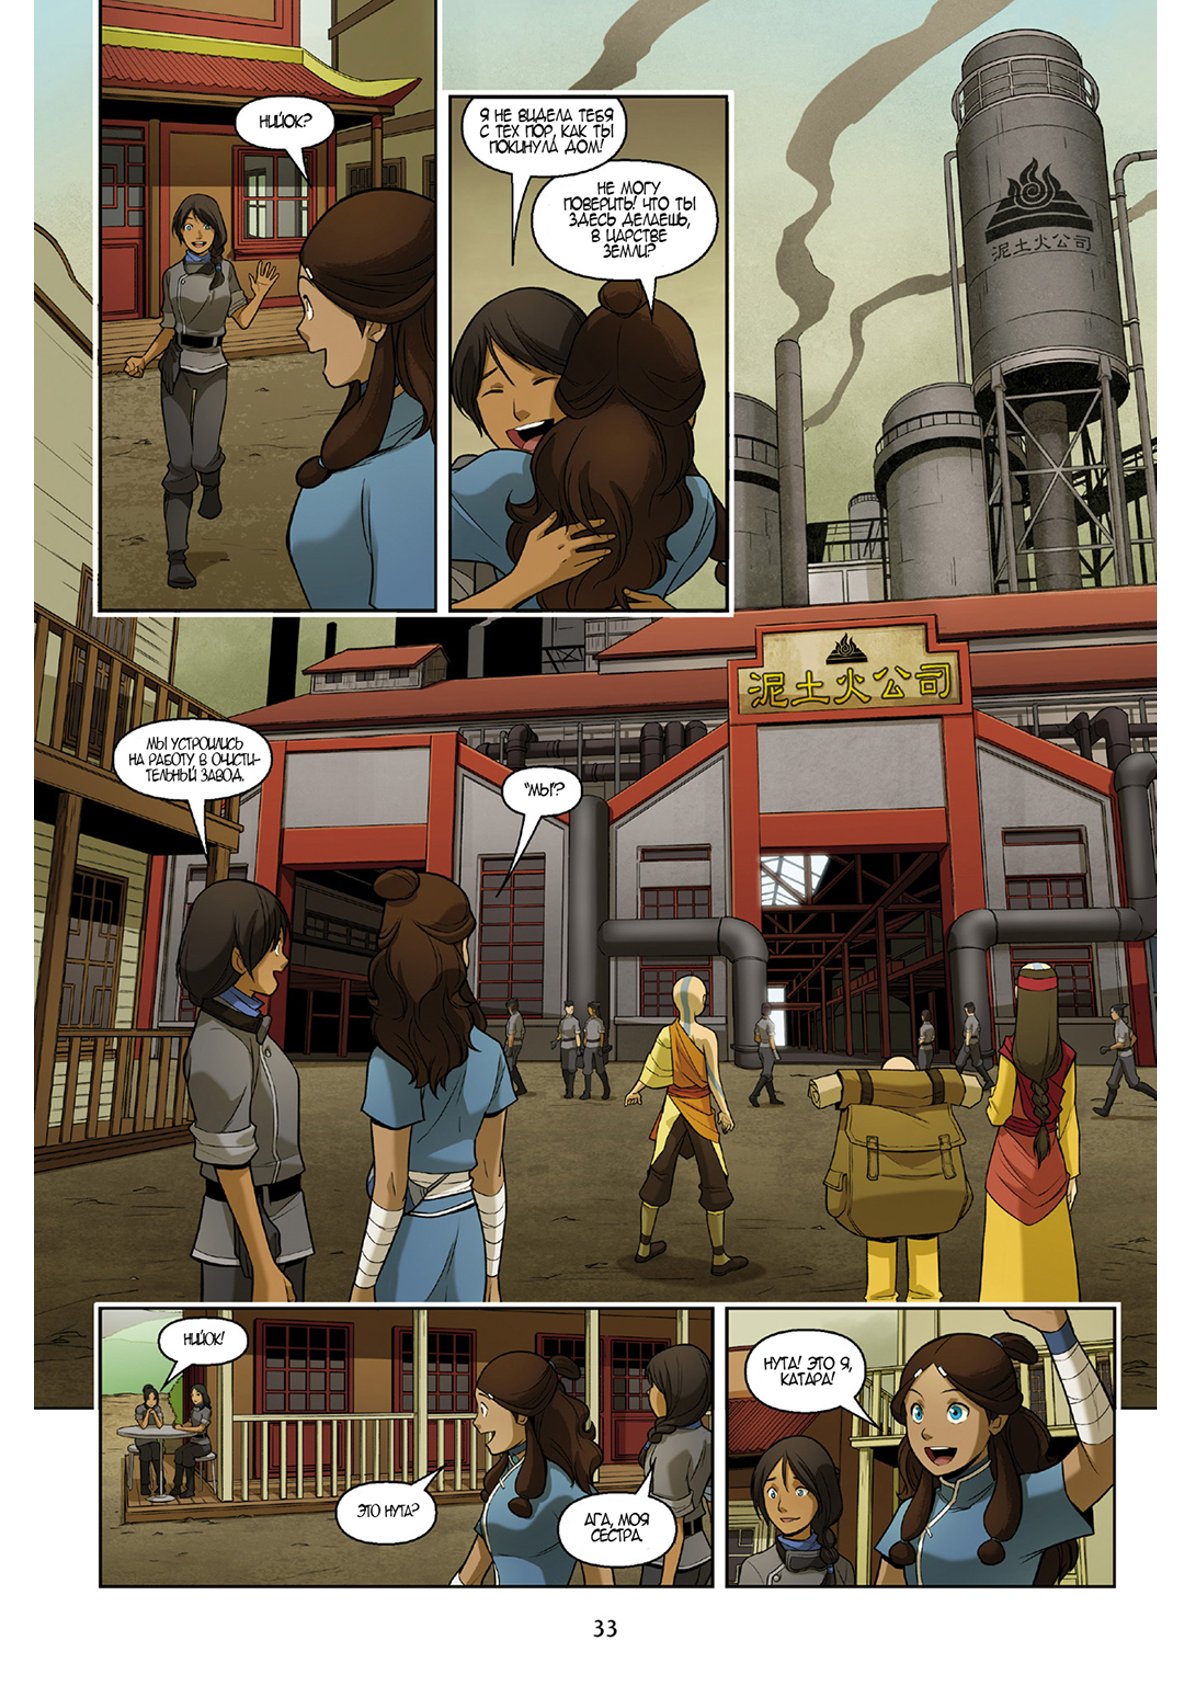 НИЙОК?
Я НЕ ВИДЕЛА ТЕБЯ
С ТЕХ ПОР, КАК ТЫ
ПОКИНУЛА ДОМ!
НЕ МОГУ
ПОВЕРИТЬ! ЧТО ТЫ
ЗДЕСЬ ДЕЛАЕШЬ,
В ЦАРСТВЕ
ЗЕМЛИ?
泥土火公司
泥土火公司
МЫ УСТРОИЛИСЬ
НА РАБОТУ В ОЧИСТИ-
ТЕЛЬНЫЙ ЗАВОД.
"МЫ"?
НИЙОК!
ЭТО НУТА?
АГА, МОЯ
СЕСТРА.
НУТА! ЭТО Я,
КАТАРА!
33